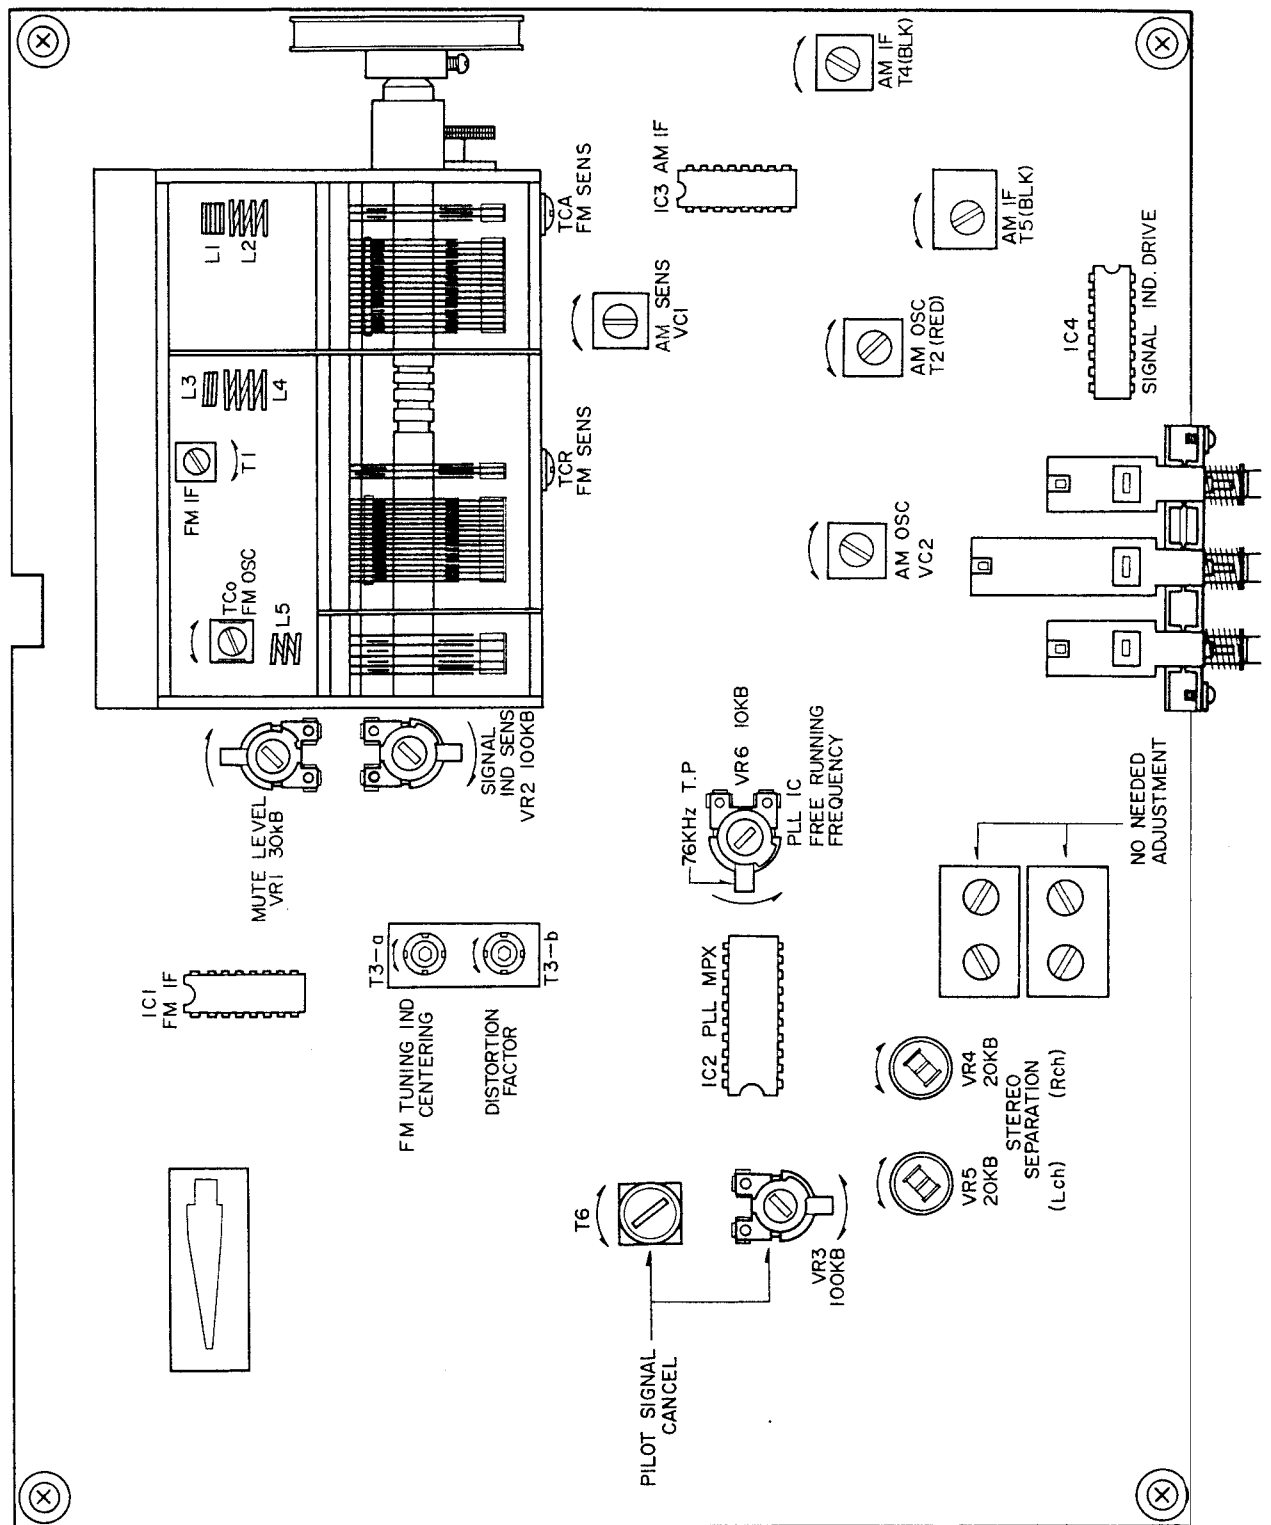 AM IF
T4(BLK)
AM IF
T5(BLK)
IC3 AM IF
TCA
FM SENS
L1
L2
AM SENS
VC1
AM OSC
T2 (RED)
IC4
SIGNAL IND. DRIVE
L3
L4
FM IF
T1
TCR
FM SENS
AM OSC
VC2
TCo
FM OSC
L5
MUTE LEVEL
VR1 30kB
SIGNAL
IND SENS
VR2 100KB
76KHz T.P
VR6 10KB
PLL IC
FREE RUNNING
FREQUENCY
NO NEEDED
ADJUSTMENT
IC1
FM IF
T3-a
T3-b
FM TUNING IND
CENTERING
DISTORTION
FACTOR
IC2 PLL MPX
VR4
20KB
VR5
20KB
STEREO
SEPARATION
(Lch)
(Rch)
T6
VR3
100KB
PILOT SIGNAL
CANCEL